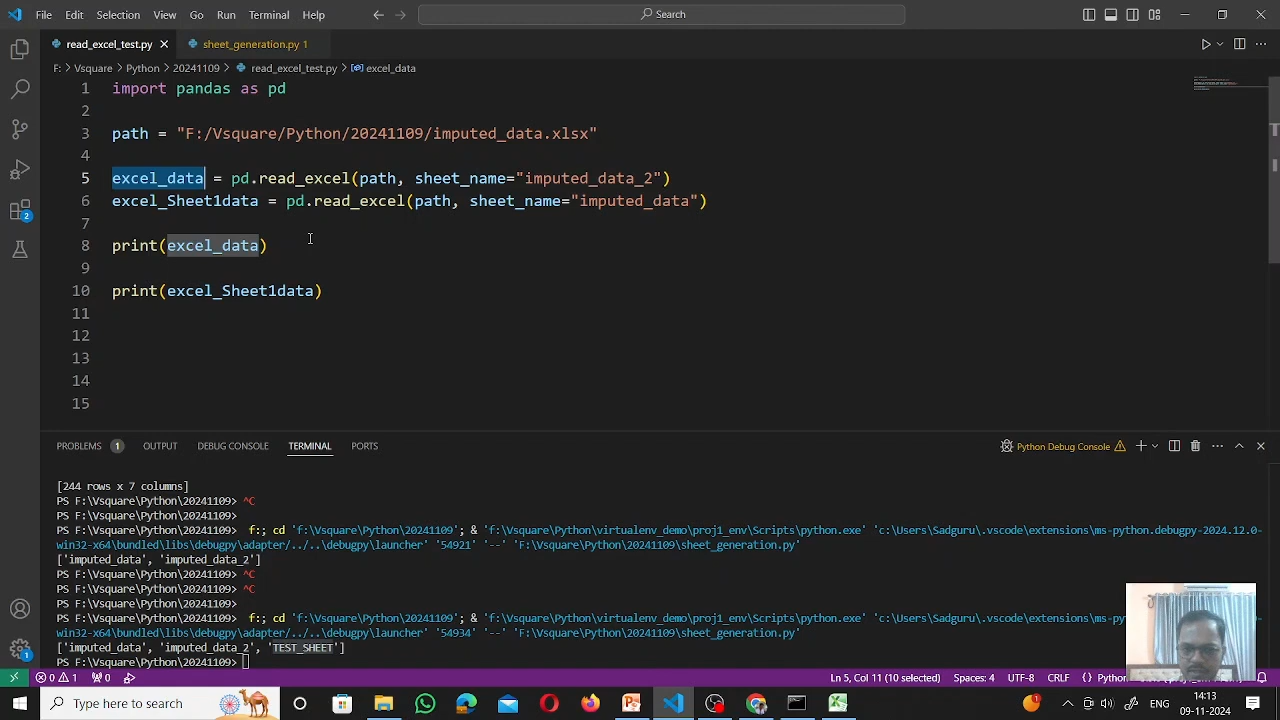 File Edit Selection View Go Run Terminal Help
Search
read_excel_test.py
sheet_generation.py 1
F: > Vsquare > Python > 20241109 > read_excel_test.py > excel_data
1 import pandas as pd
2
3 path = "F:/Vsquare/Python/20241109/imputed_data.xlsx"
4
5 excel_data = pd.read_excel(path, sheet_name="imputed_data_2")
6 excel_Sheet1data = pd.read_excel(path, sheet_name="imputed_data")
7
8 print(excel_data)
9
10 print(excel_Sheet1data)
11
12
13
14
15
2
PROBLEMS 1 OUTPUT DEBUG CONSOLE TERMINAL PORTS
Python Debug Console
[244 rows x 7 columns]
PS F:\Vsquare\Python\20241109> ^C
PS F:\Vsquare\Python\20241109>
PS F:\Vsquare\Python\20241109> f:; cd 'f:\Vsquare\Python\20241109'; & 'f:\Vsquare\Python\virtualenv_demo\proj1_env\Scripts\python.exe' 'c:\Users\Sadguru\.vscode\extensions\ms-python.debugpy-2024.12.0-
win32-x64\bundled\libs\debugpy\adapter/../..\debugpy\launcher' '54921' '--' 'F:\Vsquare\Python\20241109\sheet_generation.py'
['imputed_data', 'imputed_data_2']
PS F:\Vsquare\Python\20241109> ^C
PS F:\Vsquare\Python\20241109> ^C
PS F:\Vsquare\Python\20241109>
PS F:\Vsquare\Python\20241109> f:; cd 'f:\Vsquare\Python\20241109'; & 'f:\Vsquare\Python\virtualenv_demo\proj1_env\Scripts\python.exe' 'c:\Users\Sadguru\.vscode\extensions\ms-py
win32-x64\bundled\libs\debugpy\adapter/../..\debugpy\launcher' '54934' '--' 'F:\Vsquare\Python\20241109\sheet_generation.py'
['imputed_data', 'imputed_data_2', 'TEST_SHEET']
PS F:\Vsquare\Python\20241109>
1
0 1 0 Ln 5, Col 11 (10 selected) Spaces: 4 UTF-8 CRLF { } Python
Type here to search
ENG
14:13
09-11-2024